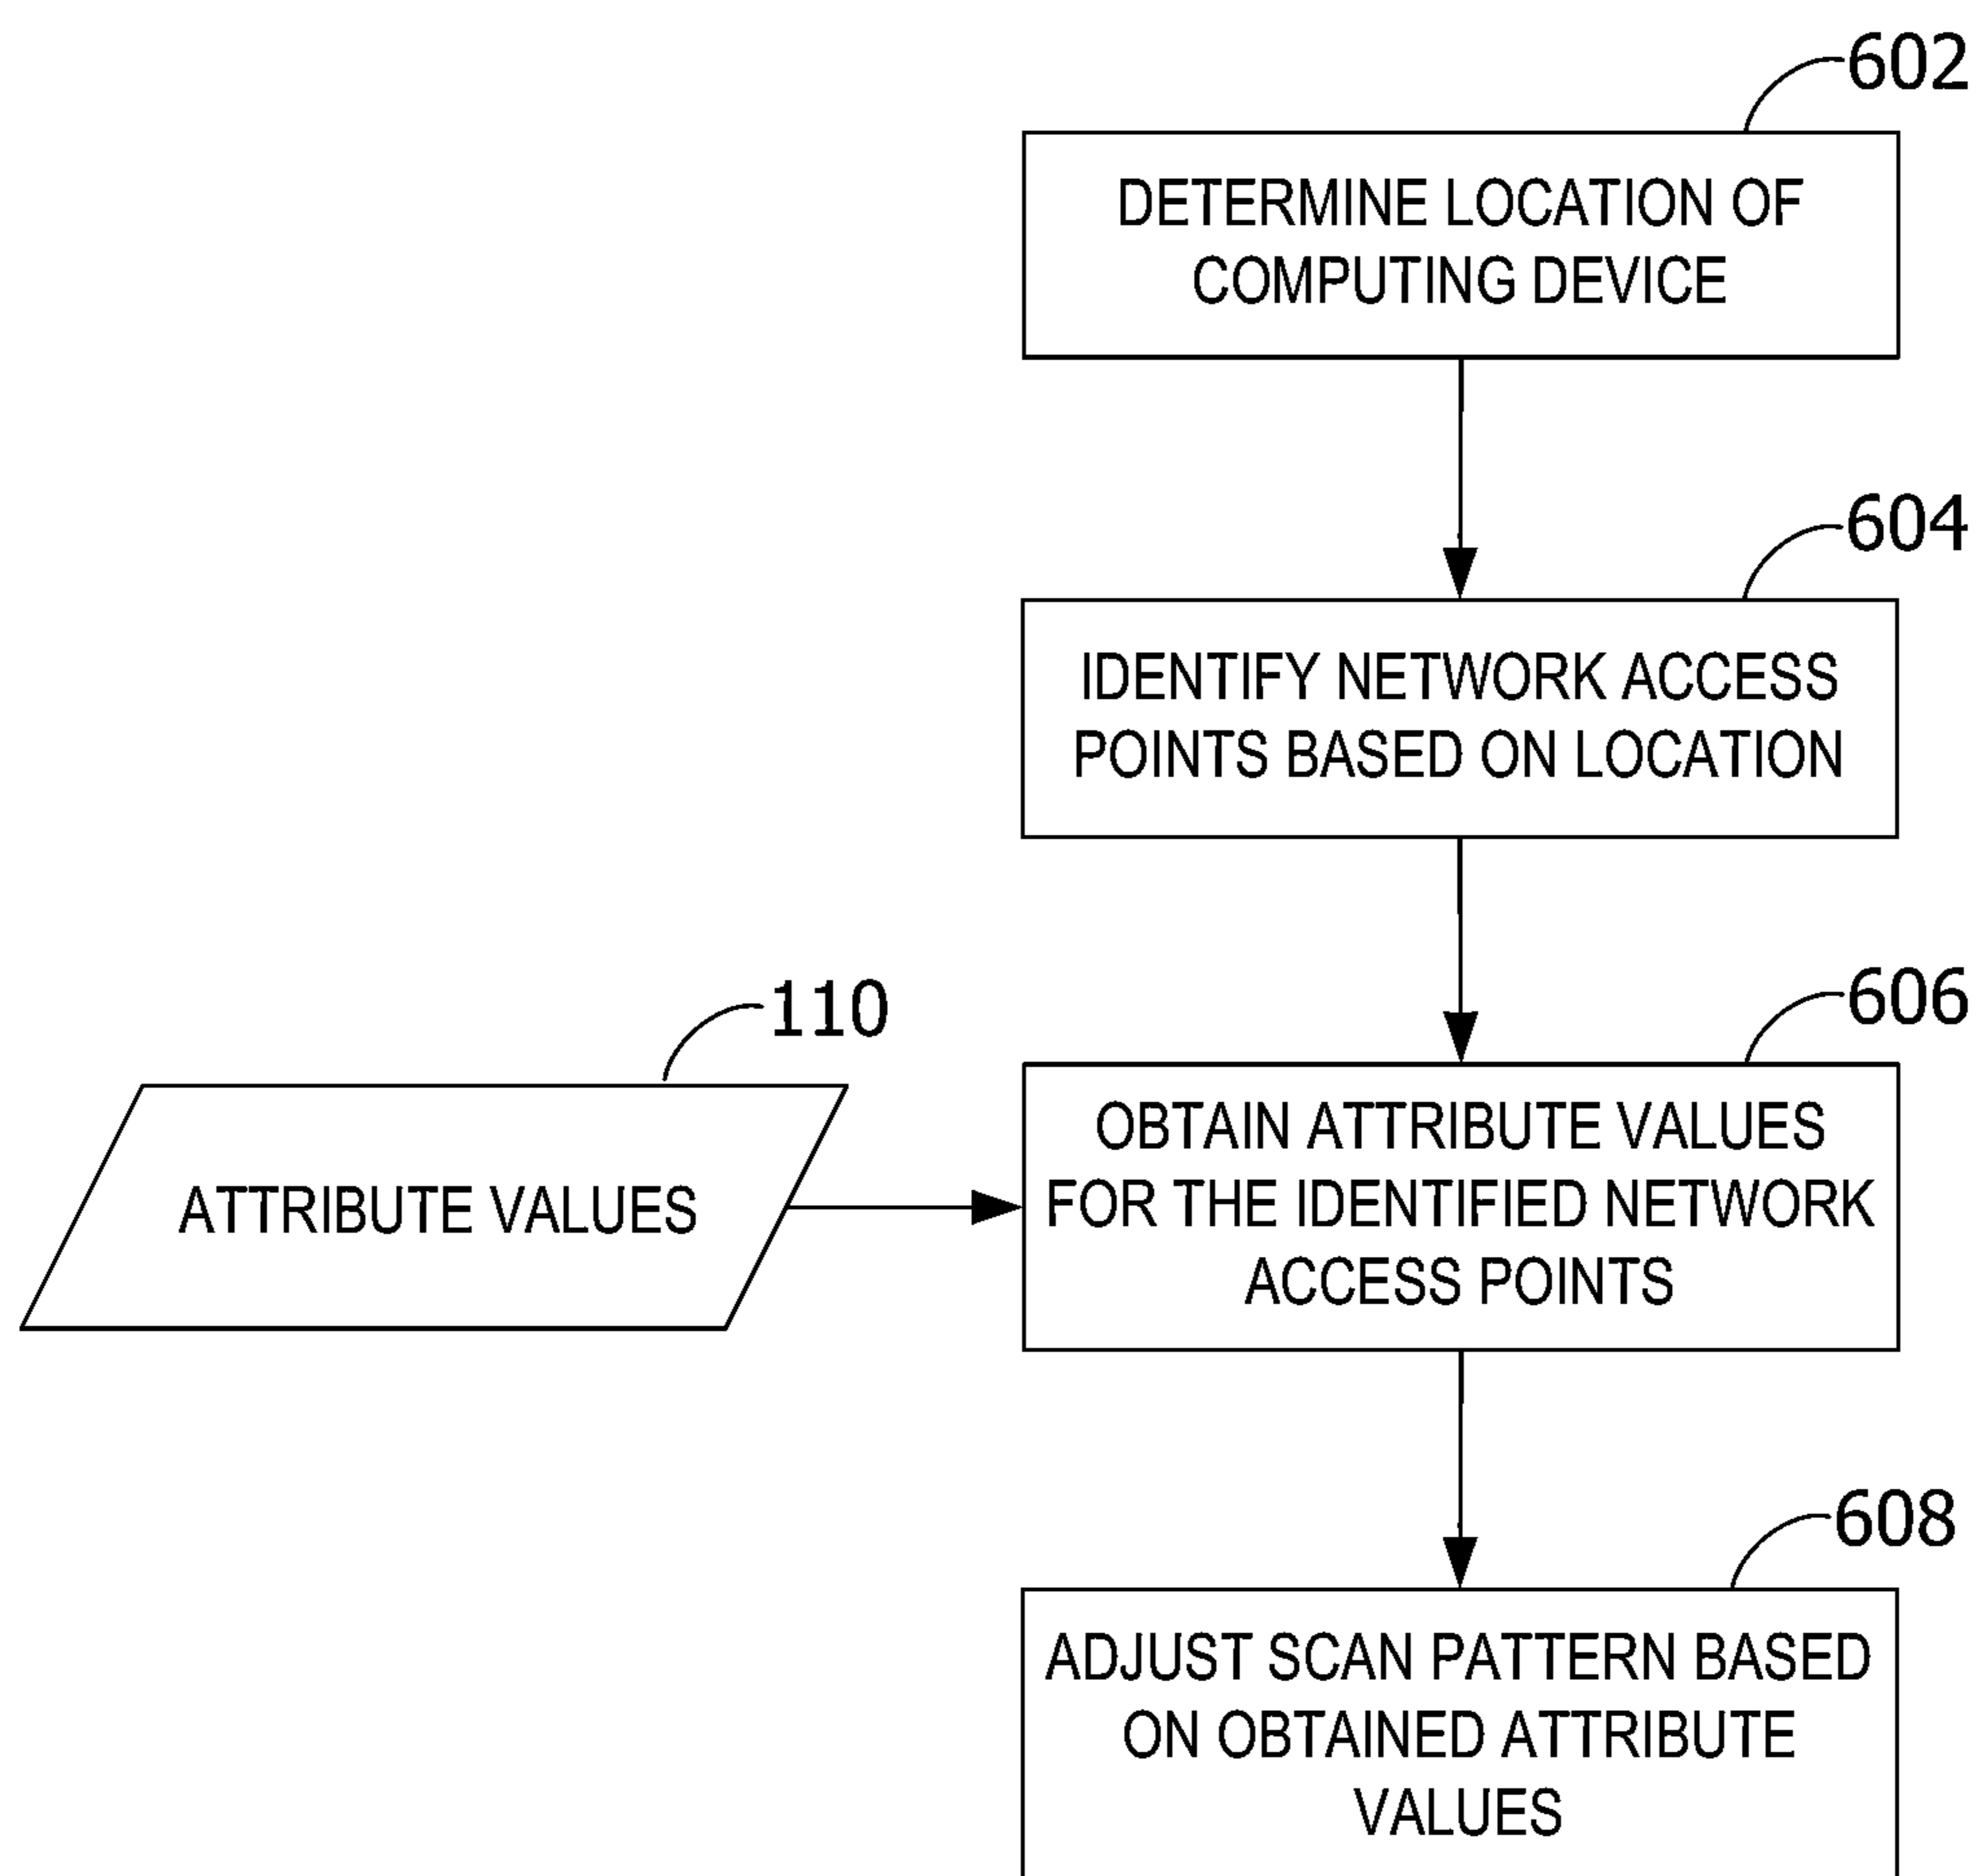 602
DETERMINE LOCATION OF
COMPUTING DEVICE
604
IDENTIFY NETWORK ACCESS
POINTS BASED ON LOCATION
606
OBTAIN ATTRIBUTE VALUES
FOR THE IDENTIFIED NETWORK
ACCESS POINTS
110
ATTRIBUTE VALUES
608
ADJUST SCAN PATTERN BASED
ON OBTAINED ATTRIBUTE
VALUES